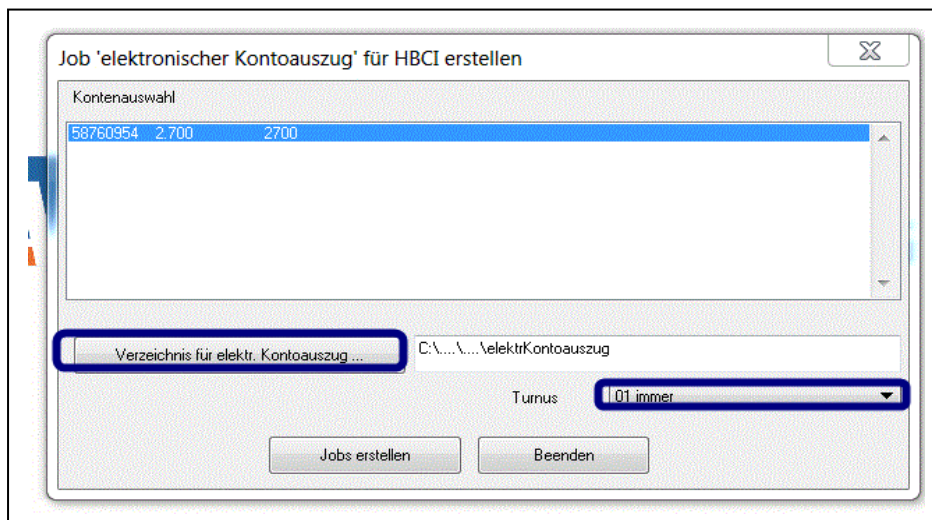 Job 'elektronischer Kontoauszug' für HBCI erstellen
Kontenauswahl
58760954 2.700 2700
Verzeichnis für elektr. Kontoauszug ... C:\....\....\elektrKontoauszug
Turnus 01 immer
Jobs erstellen Beenden